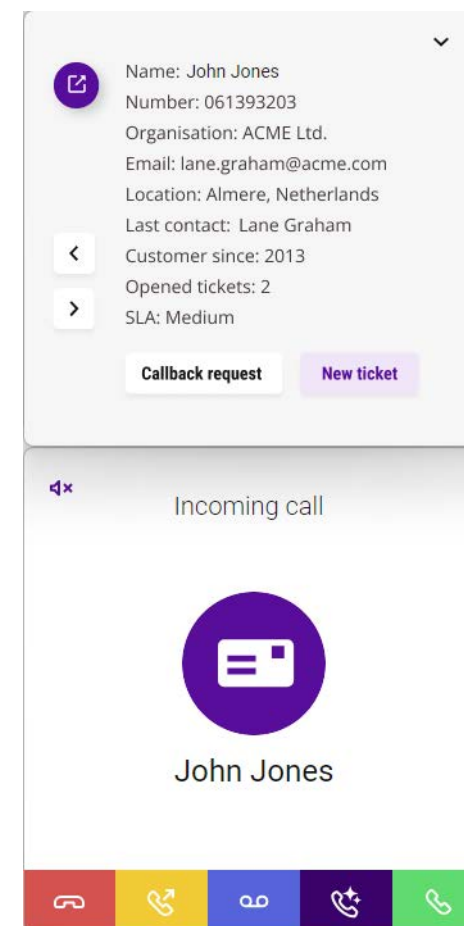 Name: John Jones
Number: 061393203
Organisation: ACME Ltd.
Email: lane.graham@acme.com
Location: Almere, Netherlands
Last contact: Lane Graham
Customer since: 2013
Opened tickets: 2
SLA: Medium
Callback request New ticket
Incoming call
John Jones